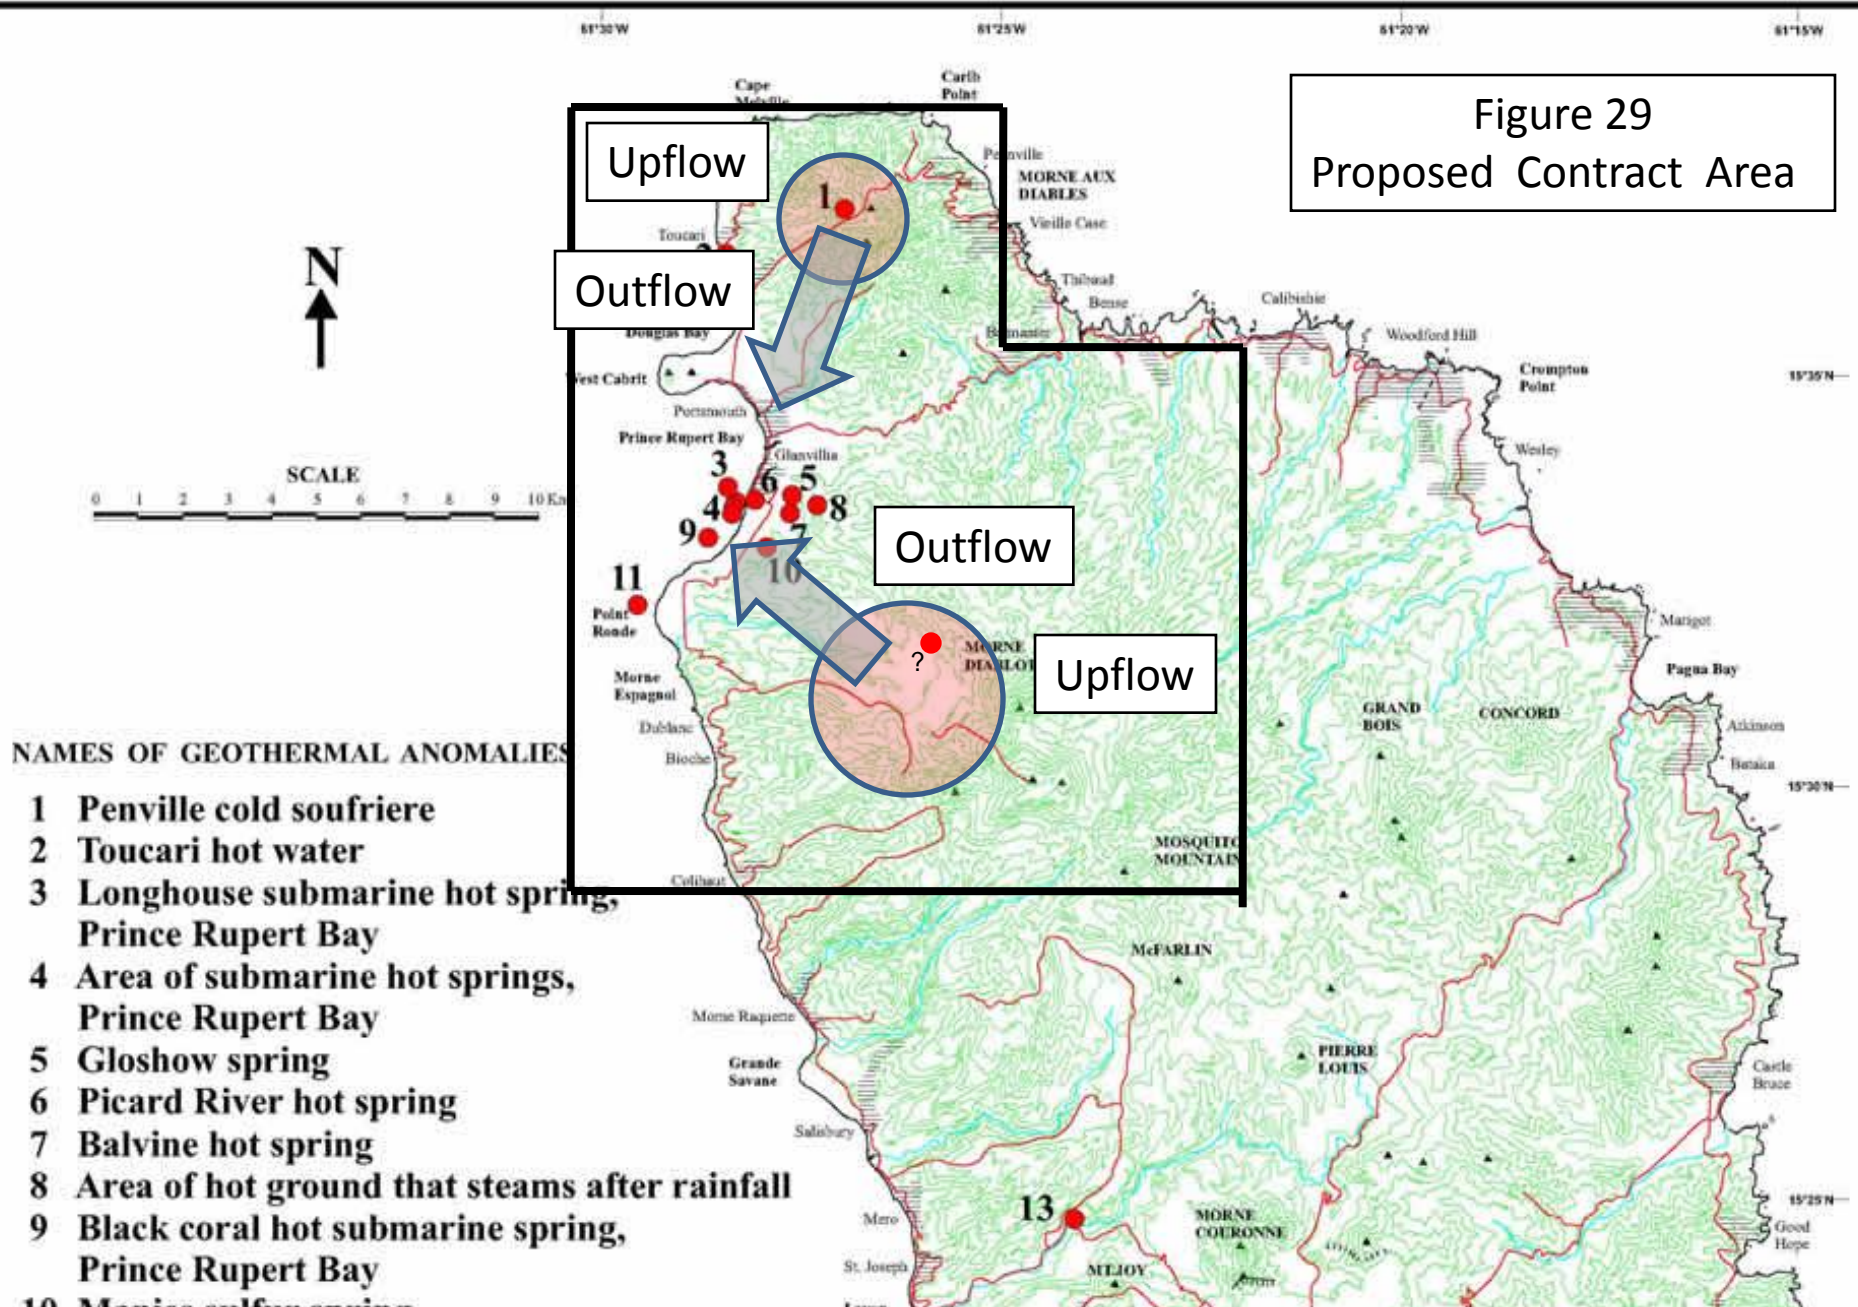 61°30'W
61°25'W
61°20'W
61°15'W
Figure 29
Proposed Contract Area
Cape
Melville
Carib
Point
Upflow
Penville
MORNE AUX
DIABLES
1
Vieille Case
Toucari
N
Outflow
Thibaud
Bense
Calibishie
Douglas Bay
Woodford Hill
West Cabrit
Crompton
Point
15°35'N
Portsmouth
Prince Rupert Bay
Glanvillia
Wesley
SCALE
0 1 2 3 4 5 6 7 8 9 10 Km
3
6
5
4
8
9
7
Outflow
10
11
Point
Ronde
Marigot
MORNE
?
Upflow
Pagua Bay
Morne
Espagnol
GRAND
BOIS
CONCORD
Dublanc
Atkinson
Bioche
Bataka
NAMES OF GEOTHERMAL ANOMALIES
15°30'N
1 Penville cold soufriere
2 Toucari hot water
MOSQUITO
MOUNTAIN
Colihaut
3 Longhouse submarine hot spring,
Prince Rupert Bay
McFARLIN
4 Area of submarine hot springs,
Prince Rupert Bay
Morne Raquette
5 Gloshow spring
PIERRE
LOUIS
Grande
Savane
Castle
Bruce
6 Picard River hot spring
7 Balvine hot spring
Salisbury
8 Area of hot ground that steams after rainfall
15°25'N
13
Mero
MORNE
COURONNE
9 Black coral hot submarine spring,
Prince Rupert Bay
Good
Hope
St. Joseph
MT.JOY